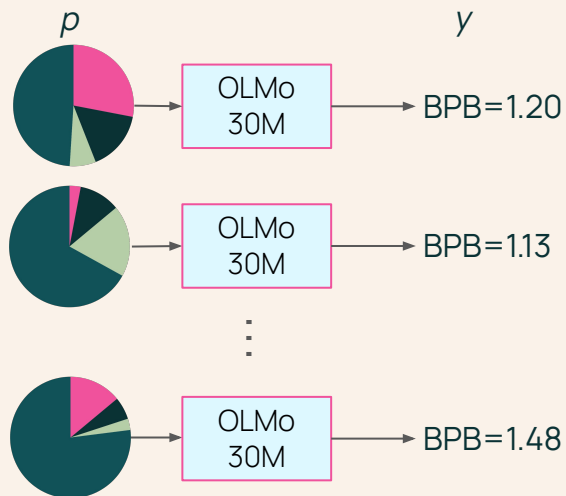 p
y
OLMo
30M
BPB=1.20
OLMo
30M
BPB=1.13
OLMo
30M
BPB=1.48